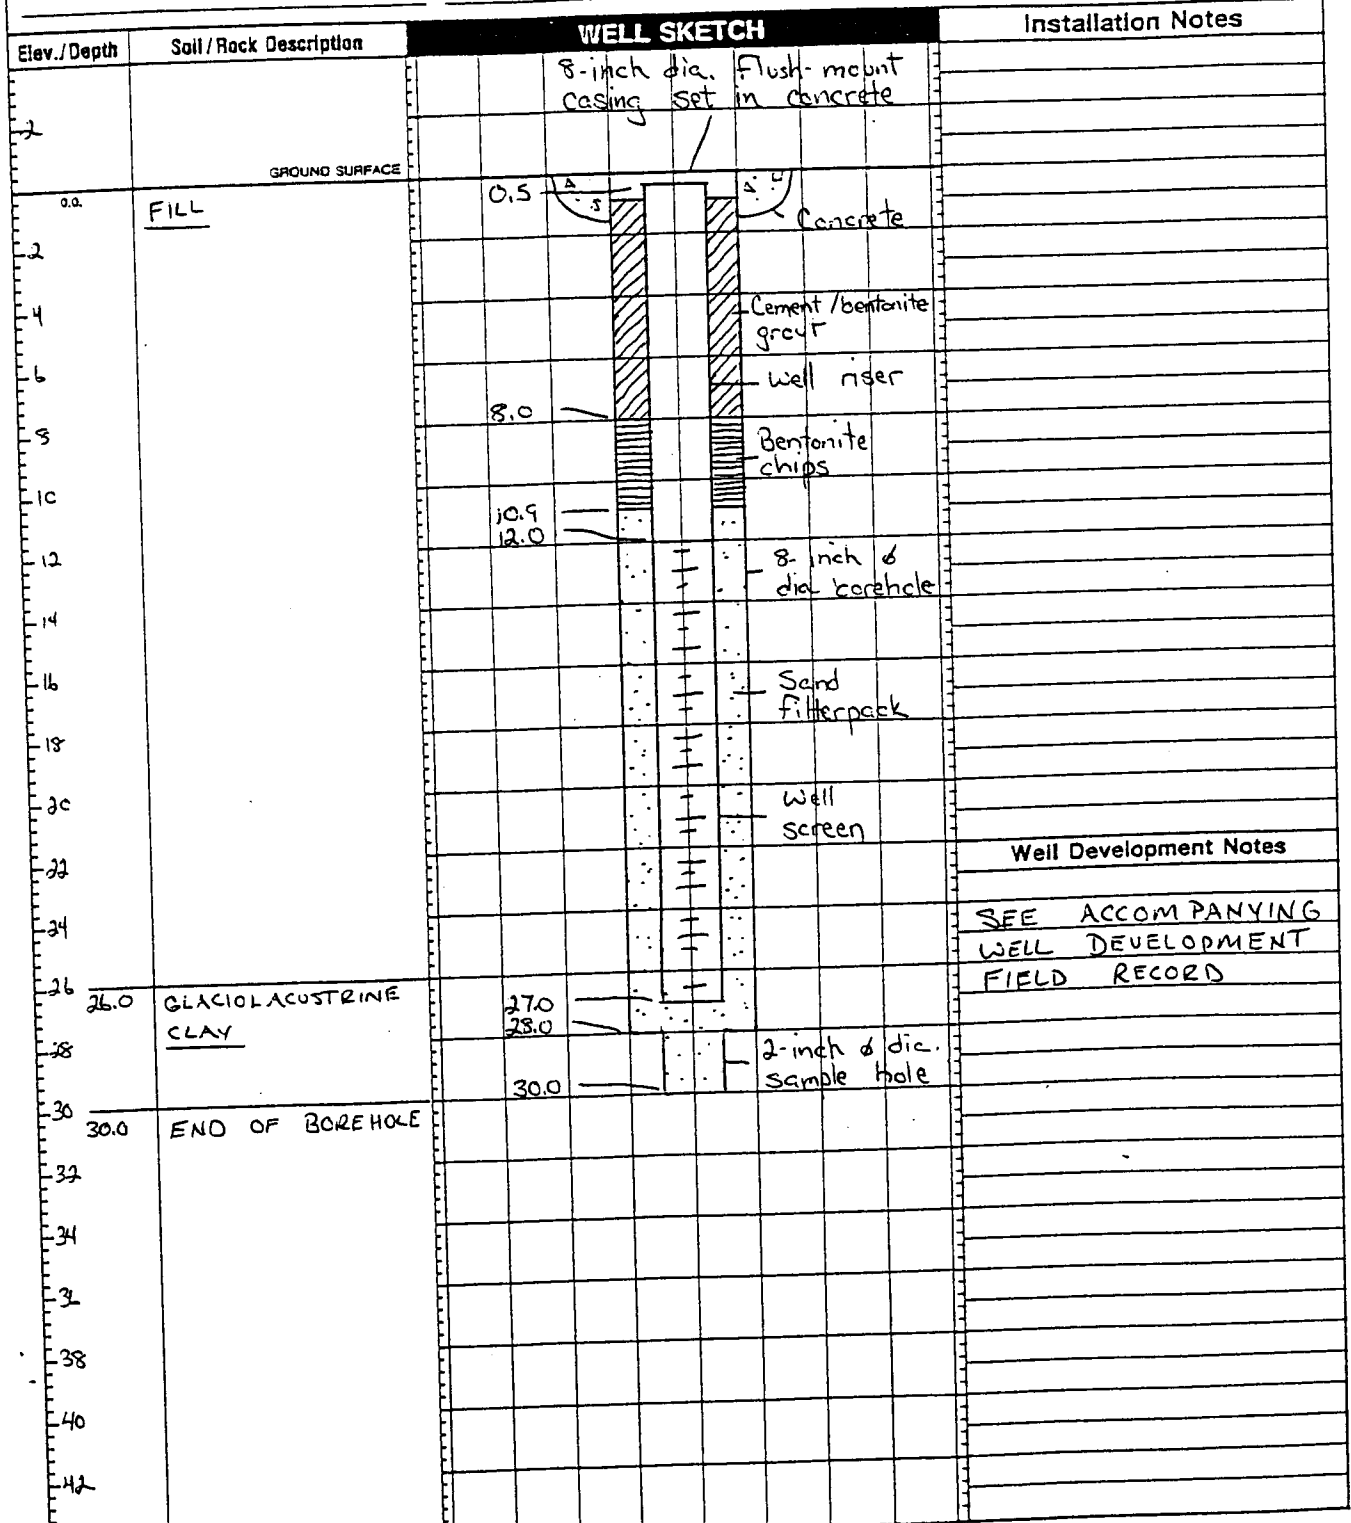 WELL SKETCH
Installation Notes
Elev./Depth
Soil/Rock Description
8-inch dia. Flush-mount
casing set in concrete
2
GROUND SURFACE
0.0.
FILL
0.5
Concrete
2
4
Cement/bentonite
grout
6
well riser
8.0
8
Bentonite
chips
10
10.9
12.0
12
8-inch ø
dia borehole
14
16
Sand
filterpack
18
20
Well
screen
Well Development Notes
22
SEE ACCOMPANYING
24
WELL DEVELOPMENT
FIELD RECORD
26
26.0
GLACIOLACUSTRINE
CLAY
27.0
28.0
28
2-inch ø dia.
sample hole
30.0
30
30.0
END OF BOREHOLE
32
34
38
40
42